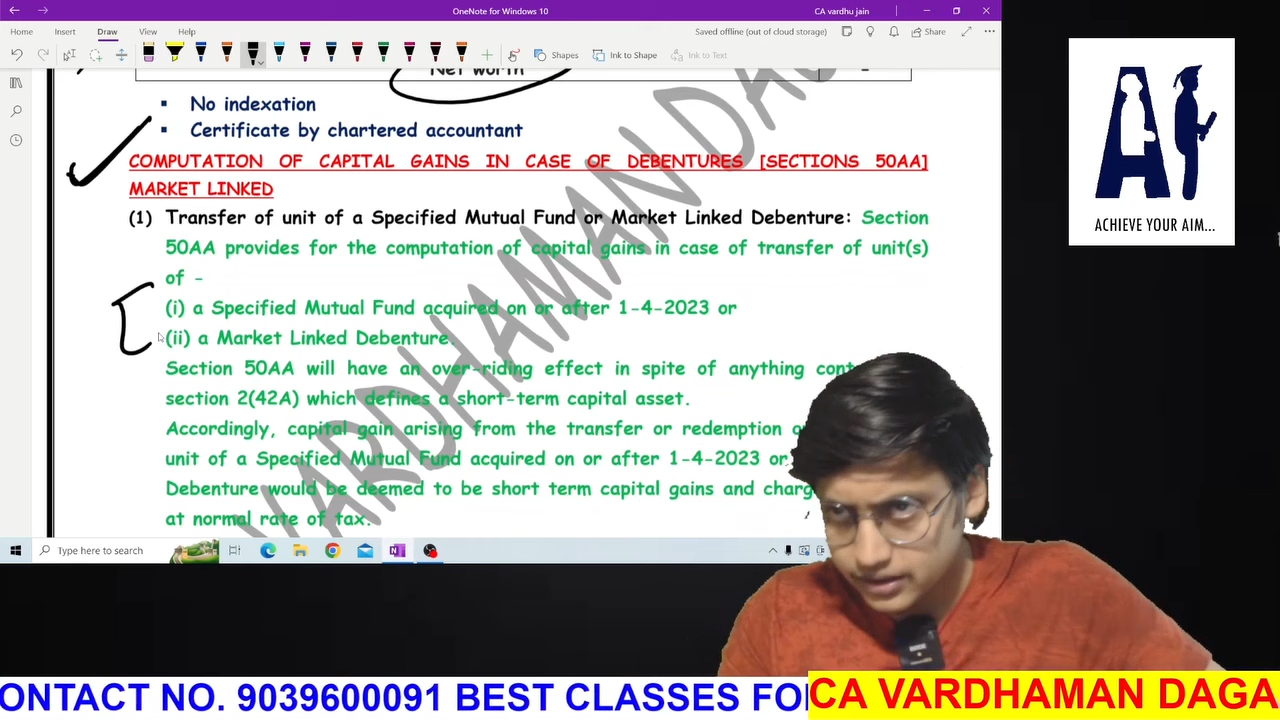 OneNote for Windows 10
CA vardhu jain
Home Insert Draw View Help
Saved offline (out of cloud storage)
Share
Shapes
Ink to Shape
Ink to Text
Net worth
▪ No indexation
▪ Certificate by chartered accountant
COMPUTATION OF CAPITAL GAINS IN CASE OF DEBENTURES [SECTIONS 50AA]
MARKET LINKED
(1) Transfer of unit of a Specified Mutual Fund or Market Linked Debenture: Section
50AA provides for the computation of capital gains in case of transfer of unit(s)
of -
(i) a Specified Mutual Fund acquired on or after 1-4-2023 or
(ii) a Market Linked Debenture.
Section 50AA will have an over-riding effect in spite of anything
section 2(42A) which defines a short-term capital asset.
Accordingly, capital gain arising from the transfer or redemption
unit of a Specified Mutual Fund acquired on or after 1-4-2023 or
Debenture would be deemed to be short term capital gains and
at normal rate of tax.
VARDHAMAN
Type here to search
ACHIEVE YOUR AIM...
ONTACT NO. 9039600091 BEST CLASSES FO
CA VARDHAMAN DAGA